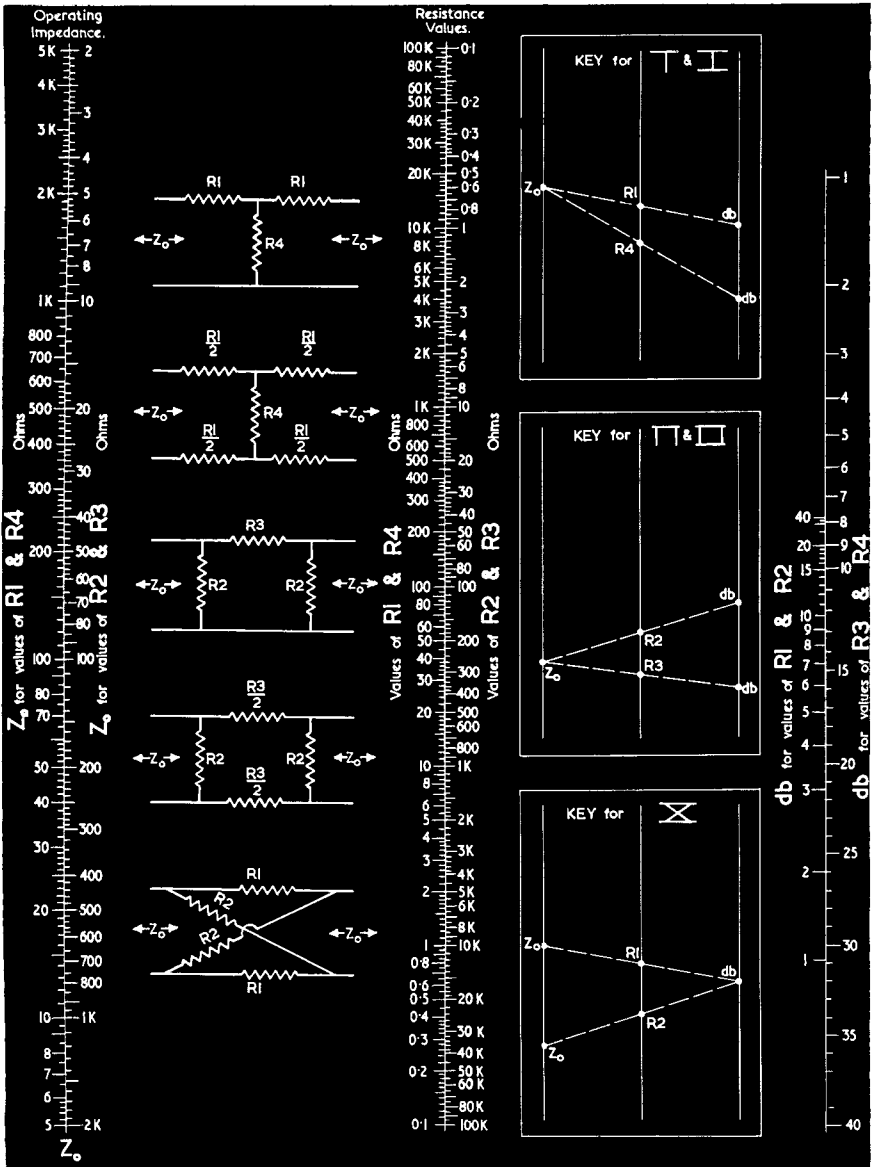 Operating
Impedance.
5K
4K
3K
2K
1K
800
700
600
500
400
300
200
100
80
70
50
40
30
20
10
8
7
6
5
2
3
4
5
6
7
8
10
20
30
40
50
60
70
80
100
200
300
400
500
600
700
800
1K
2K
Zo
Zo for values of R1 & R4 Ohms
Zo for values of R2 & R3 Ohms
R1 R1
Zo R4 Zo
R1/2 R1/2
Zo R4 Zo
R1/2 R1/2
R3
Zo R2 R2 Zo
R3/2
Zo R2 R2 Zo
R3/2
R1
R2
Zo R2 Zo
R1
Resistance
Values.
100K
80K
60K
50K
40K
30K
20K
10K
8K
6K
5K
4K
3K
2K
1K
800
600
500
400
300
200
100
80
60
50
40
30
20
10
8
6
5
4
3
2
1
0·8
0·6
0·5
0·4
0·3
0·2
0·1
0·1
0·2
0·3
0·4
0·5
0·6
0·8
1
2
3
4
5
6
8
10
20
30
40
50
60
80
100
200
300
400
500
600
800
1K
2K
3K
4K
5K
6K
8K
10K
20K
30K
40K
50K
60K
80K
100K
Values of R1 & R4 Ohms
Values of R2 & R3 Ohms
KEY for &
Zo
R1
db
R4
db
KEY for &
db
R2
Zo
R3
db
KEY for
Zo
R1
db
R2
Zo
40
20
15
10
9
8
7
6
5
4
3
2
1
1
2
3
4
5
6
7
8
9
10
15
20
25
30
35
40
db for values of R1 & R2
db for values of R3 & R4